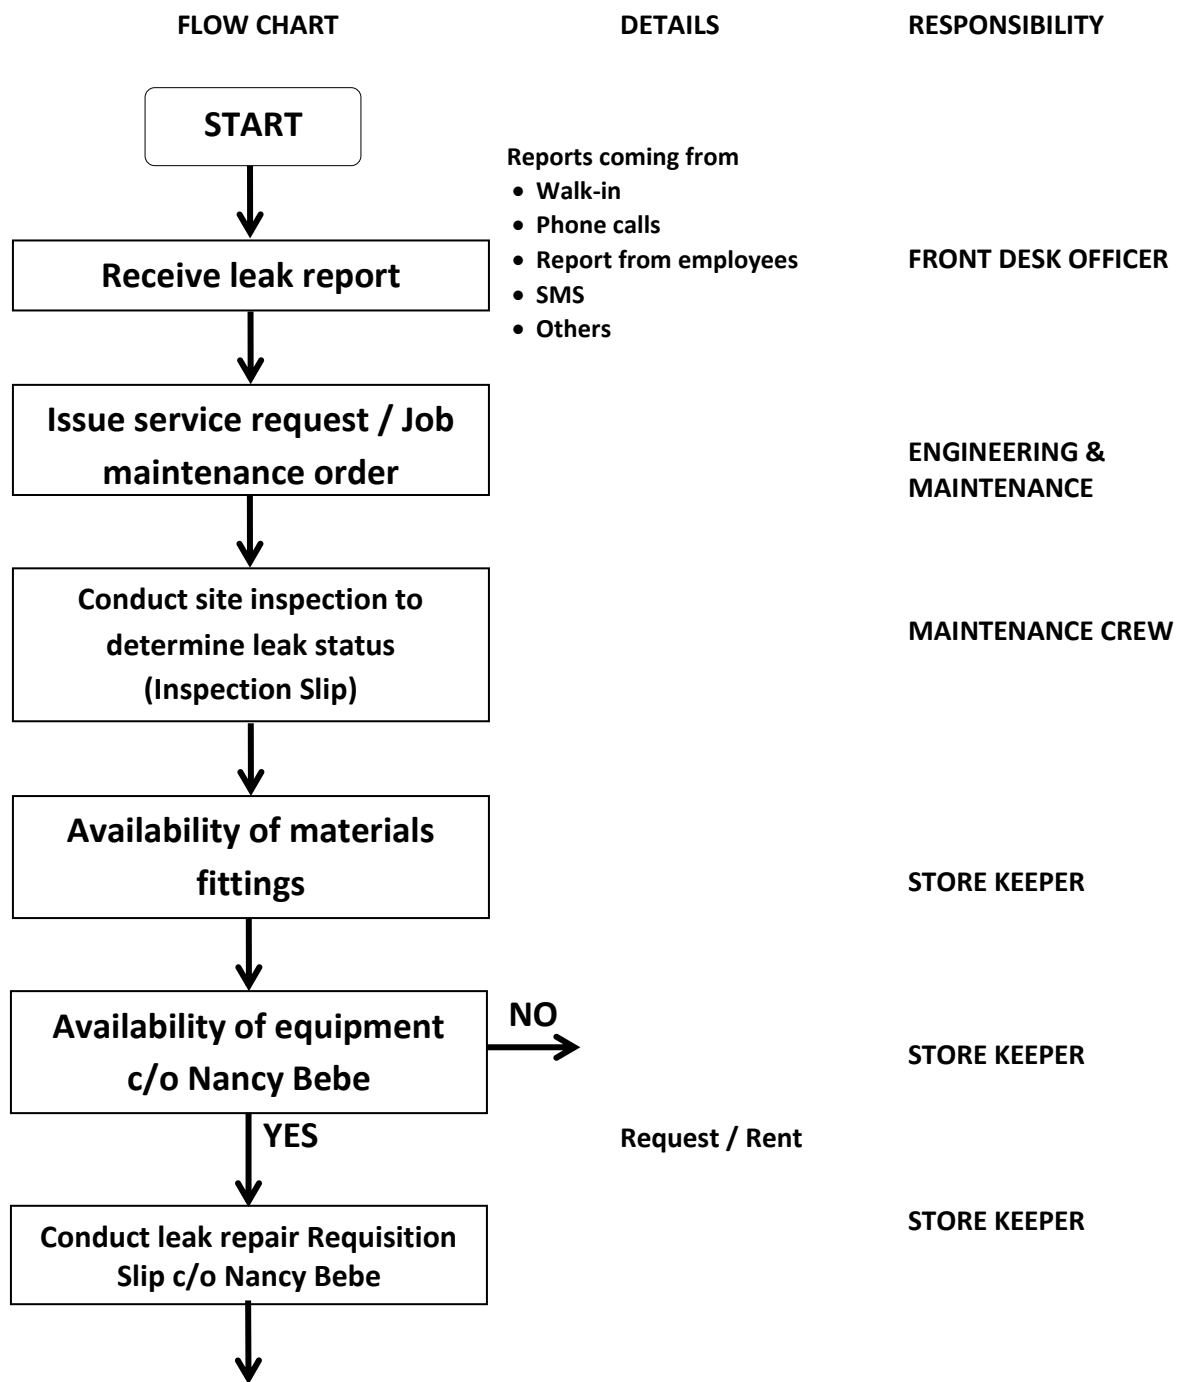 FLOW CHART DETAILS RESPONSIBILITY
START
Reports coming from
• Walk-in
• Phone calls
• Report from employees
• SMS
• Others
Receive leak report
FRONT DESK OFFICER
Issue service request / Job
maintenance order
ENGINEERING &
MAINTENANCE
Conduct site inspection to
determine leak status
(Inspection Slip)
MAINTENANCE CREW
Availability of materials
fittings
STORE KEEPER
Availability of equipment
c/o Nancy Bebe
NO
STORE KEEPER
YES
Request / Rent
Conduct leak repair Requisition
Slip c/o Nancy Bebe
STORE KEEPER